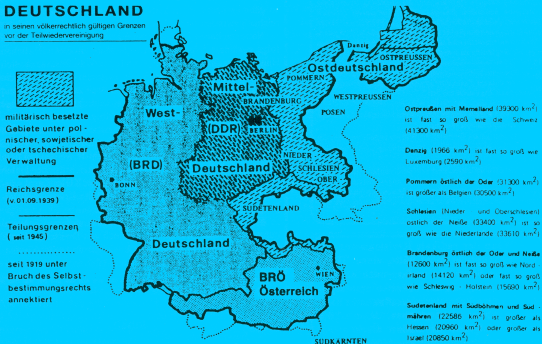 DEUTSCHLAND
in seinen völkerrechtlich gültigen Grenzen
vor der Teilwiedervereinigung
militärisch besetzte
Gebiete unter pol-
nischer, sowjetischer
oder tschechischer
Verwaltung
Reichsgrenze
(v. 01.09.1939)
Teilungsgrenzen
( seit 1945)
seit 1919 unter
Bruch des Selbst-
bestimmungsrechts
annektiert
Danzig
OSTPREUSSEN
Ostdeutschland
POMMERN
WESTPREUSSEN
Mittel-
BRANDENBURG
POSEN
West-
(DDR)
BERLIN
NIEDER
(BRD)
Deutschland
SCHLESIEN
OBER-
BONN
SUDETENLAND
Deutschland
BRÖ
WIEN
Österreich
SÜDKÄRNTEN
Ostpreußen mit Memelland (39300 km²)
ist fast so groß wie die Schweiz
(41300 km²)
Danzig (1966 km²) ist fast so groß wie
Luxemburg (2590 km²)
Pommern östlich der Oder (31300 km²)
ist größer als Belgien (30500 km²)
Schlesien (Nieder- und Oberschlesien)
östlich der Neiße (33400 km²) ist so
groß wie die Niederlande (33610 km²)
Brandenburg östlich der Oder und Neiße
(12600 km²) ist fast so groß wie Nord-
irland (14120 km²) oder fast so groß
wie Schleswig - Holstein (15690 km²)
Sudetenland mit Südböhmen und Süd-
mähren (22586 km²) ist größer als
Hessen (20960 km²) oder größer als
Israel (20850 km²)